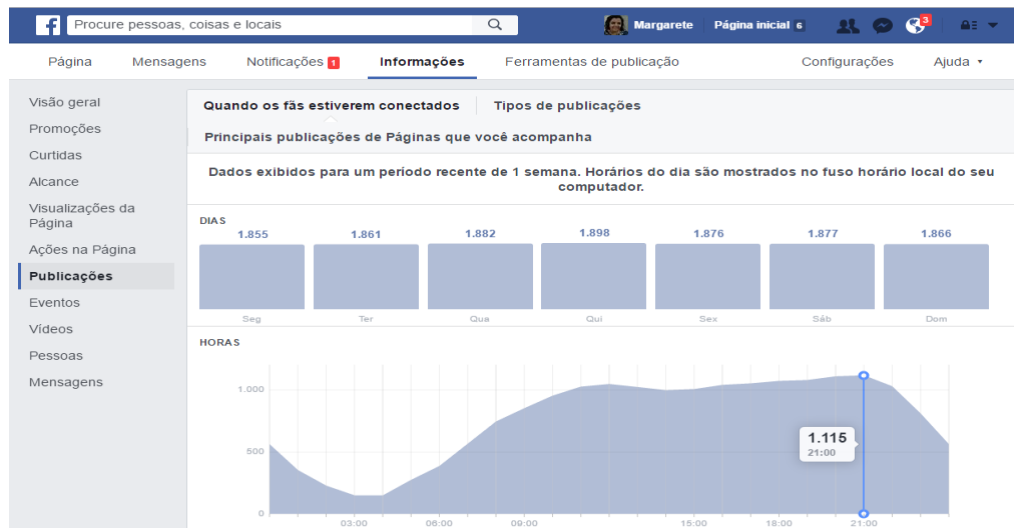 f Procure pessoas, coisas e locais Margarete Página inicial 6 3
Página Mensagens Notificações 1 Informações Ferramentas de publicação Configurações Ajuda
Visão geral
Promoções
Curtidas
Alcance
Visualizações da
Página
Ações na Página
Publicações
Eventos
Vídeos
Pessoas
Mensagens
Quando os fãs estiverem conectados Tipos de publicações
Principais publicações de Páginas que você acompanha
Dados exibidos para um período recente de 1 semana. Horários do dia são mostrados no fuso horário local do seu
computador.
DIAS
1.855 1.861 1.882 1.898 1.876 1.877 1.866
Seg Ter Qua Qui Sex Sáb Dom
HORAS
1.000
500
0
1.115
21:00
03:00 06:00 09:00 15:00 18:00 21:00